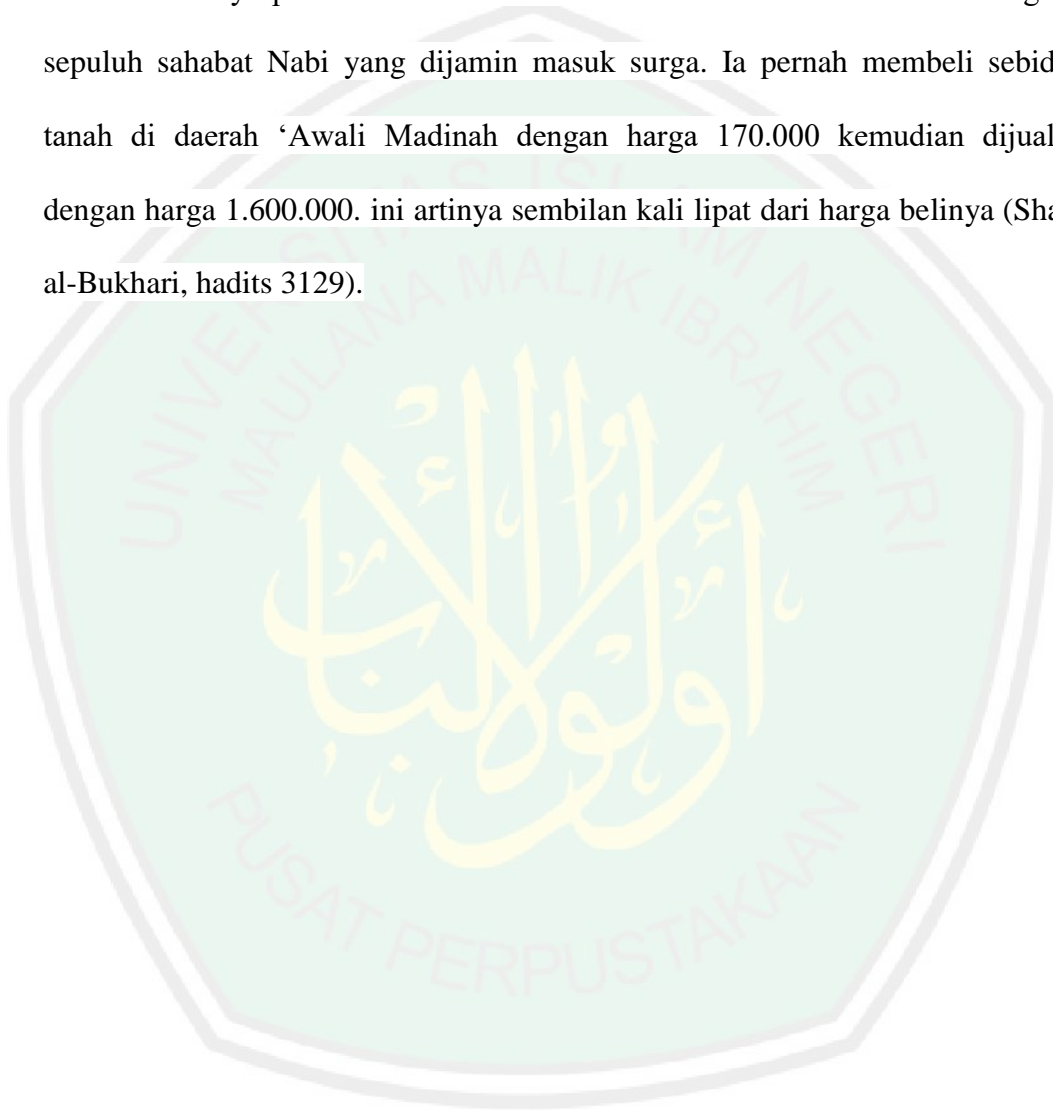 sepuluh sahabat Nabi yang dijamin masuk surga. Ia pernah membeli sebid
tanah di daerah ‘Awali Madinah dengan harga 170.000 kemudian dijual
dengan harga 1.600.000. ini artinya sembilan kali lipat dari harga belinya (Sha
al-Bukhari, hadits 3129).
UNIVERSITAS ISLAM NEGERI
MAULANA MALIK IBRAHIM
أولوا الألباب
PUSAT PERPUSTAKAAN